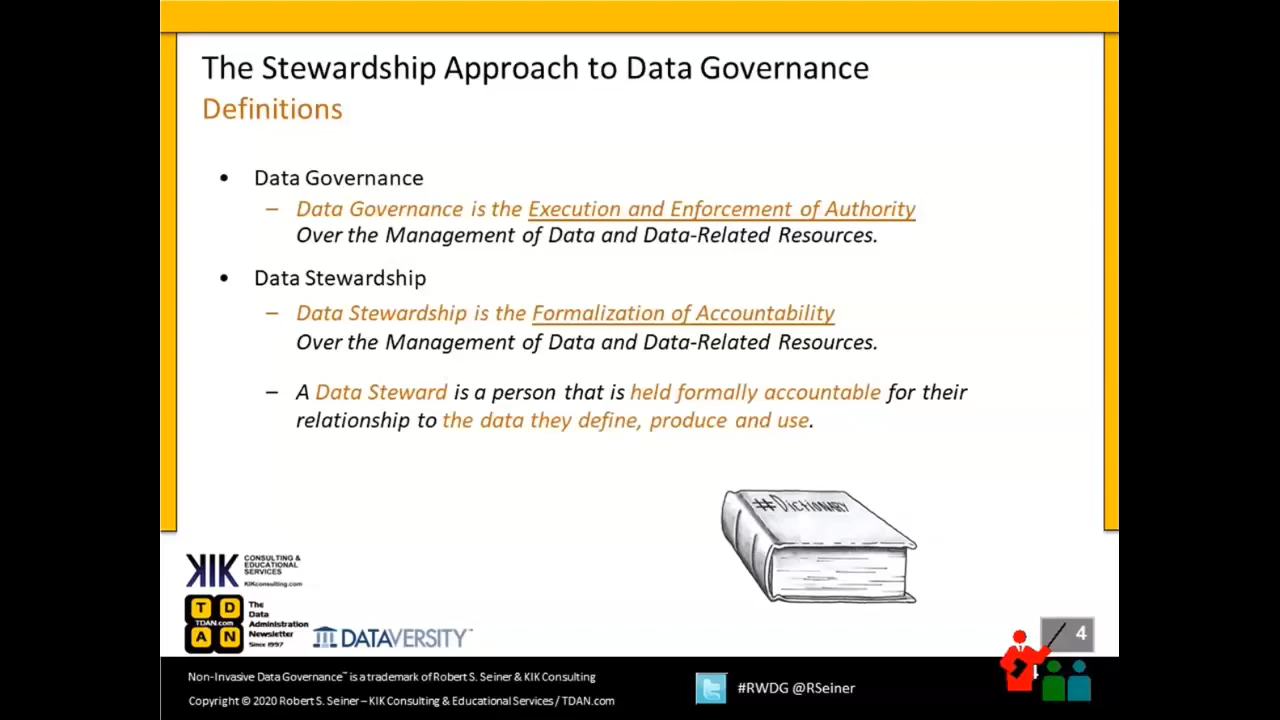 The Stewardship Approach to Data Governance
Definitions
• Data Governance
– Data Governance is the Execution and Enforcement of Authority
Over the Management of Data and Data-Related Resources.
• Data Stewardship
– Data Stewardship is the Formalization of Accountability
Over the Management of Data and Data-Related Resources.
– A Data Steward is a person that is held formally accountable for their
relationship to the data they define, produce and use.
#Dictionary
KIK CONSULTING &
EDUCATIONAL
SERVICES
KIKconsulting.com
T D
TDAN.com
A N
The
Data
Administration
Newsletter
Since 1997
DATAVERSITY™
4
Non-Invasive Data Governance™ is a trademark of Robert S. Seiner & KIK Consulting
Copyright © 2020 Robert S. Seiner – KIK Consulting & Educational Services / TDAN.com
#RWDG @RSeiner